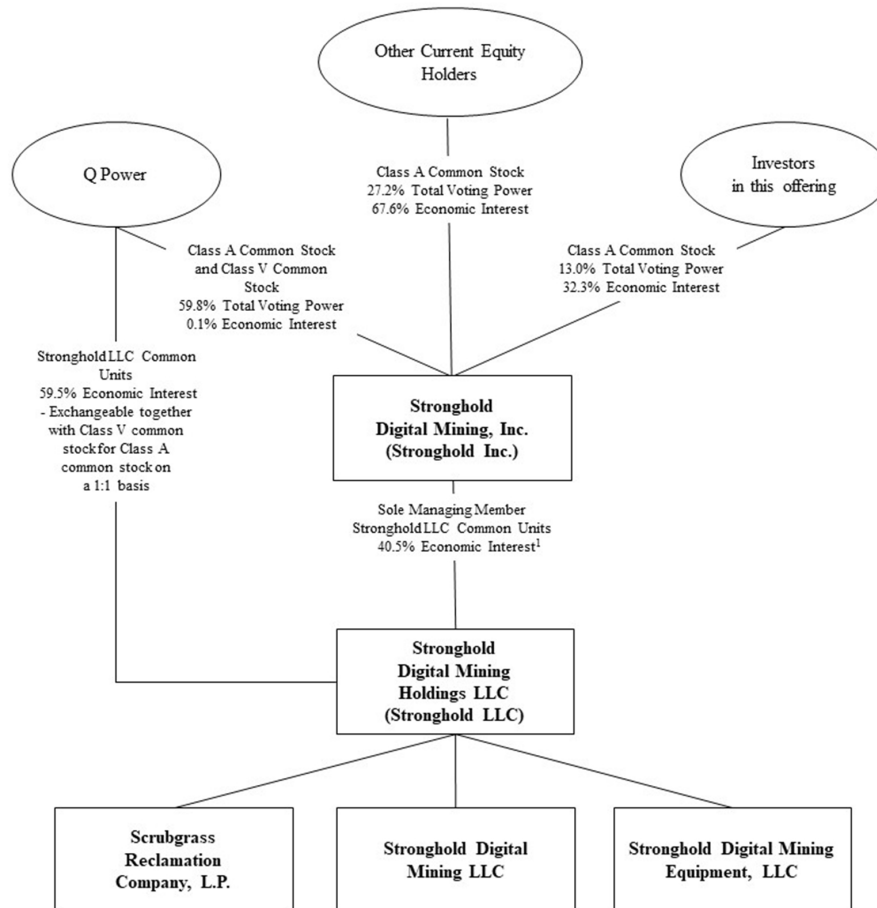 Other Current Equity
Holders
Q Power
Investors
in this offering
Class A Common Stock
27.2% Total Voting Power
67.6% Economic Interest
Class A Common Stock
and Class V Common
Stock
59.8% Total Voting Power
0.1% Economic Interest
Class A Common Stock
13.0% Total Voting Power
32.3% Economic Interest
Stronghold LLC Common
Units
59.5% Economic Interest
- Exchangeable together
with Class V common
stock for Class A
common stock on
a 1:1 basis
Stronghold
Digital Mining, Inc.
(Stronghold Inc.)
Sole Managing Member
Stronghold LLC Common Units
40.5% Economic Interest¹
Stronghold
Digital Mining
Holdings LLC
(Stronghold LLC)
Scrubgrass
Reclamation
Company, L.P.
Stronghold Digital
Mining LLC
Stronghold Digital Mining
Equipment, LLC